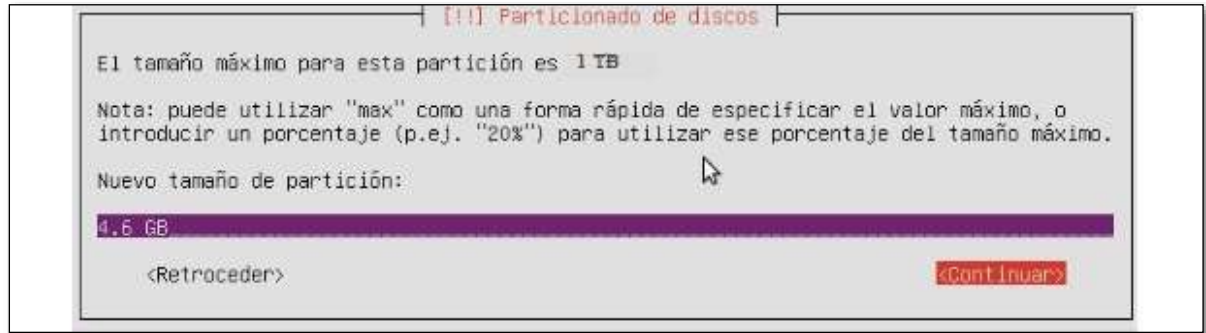 [!!] Particionado de discos
El tamaño máximo para esta partición es 1 TB
Nota: puede utilizar "max" como una forma rápida de especificar el valor máximo, o
introducir un porcentaje (p.ej. "20%") para utilizar ese porcentaje del tamaño máximo.
Nuevo tamaño de partición:
4.6 GB
<Retroceder> <Continuar>